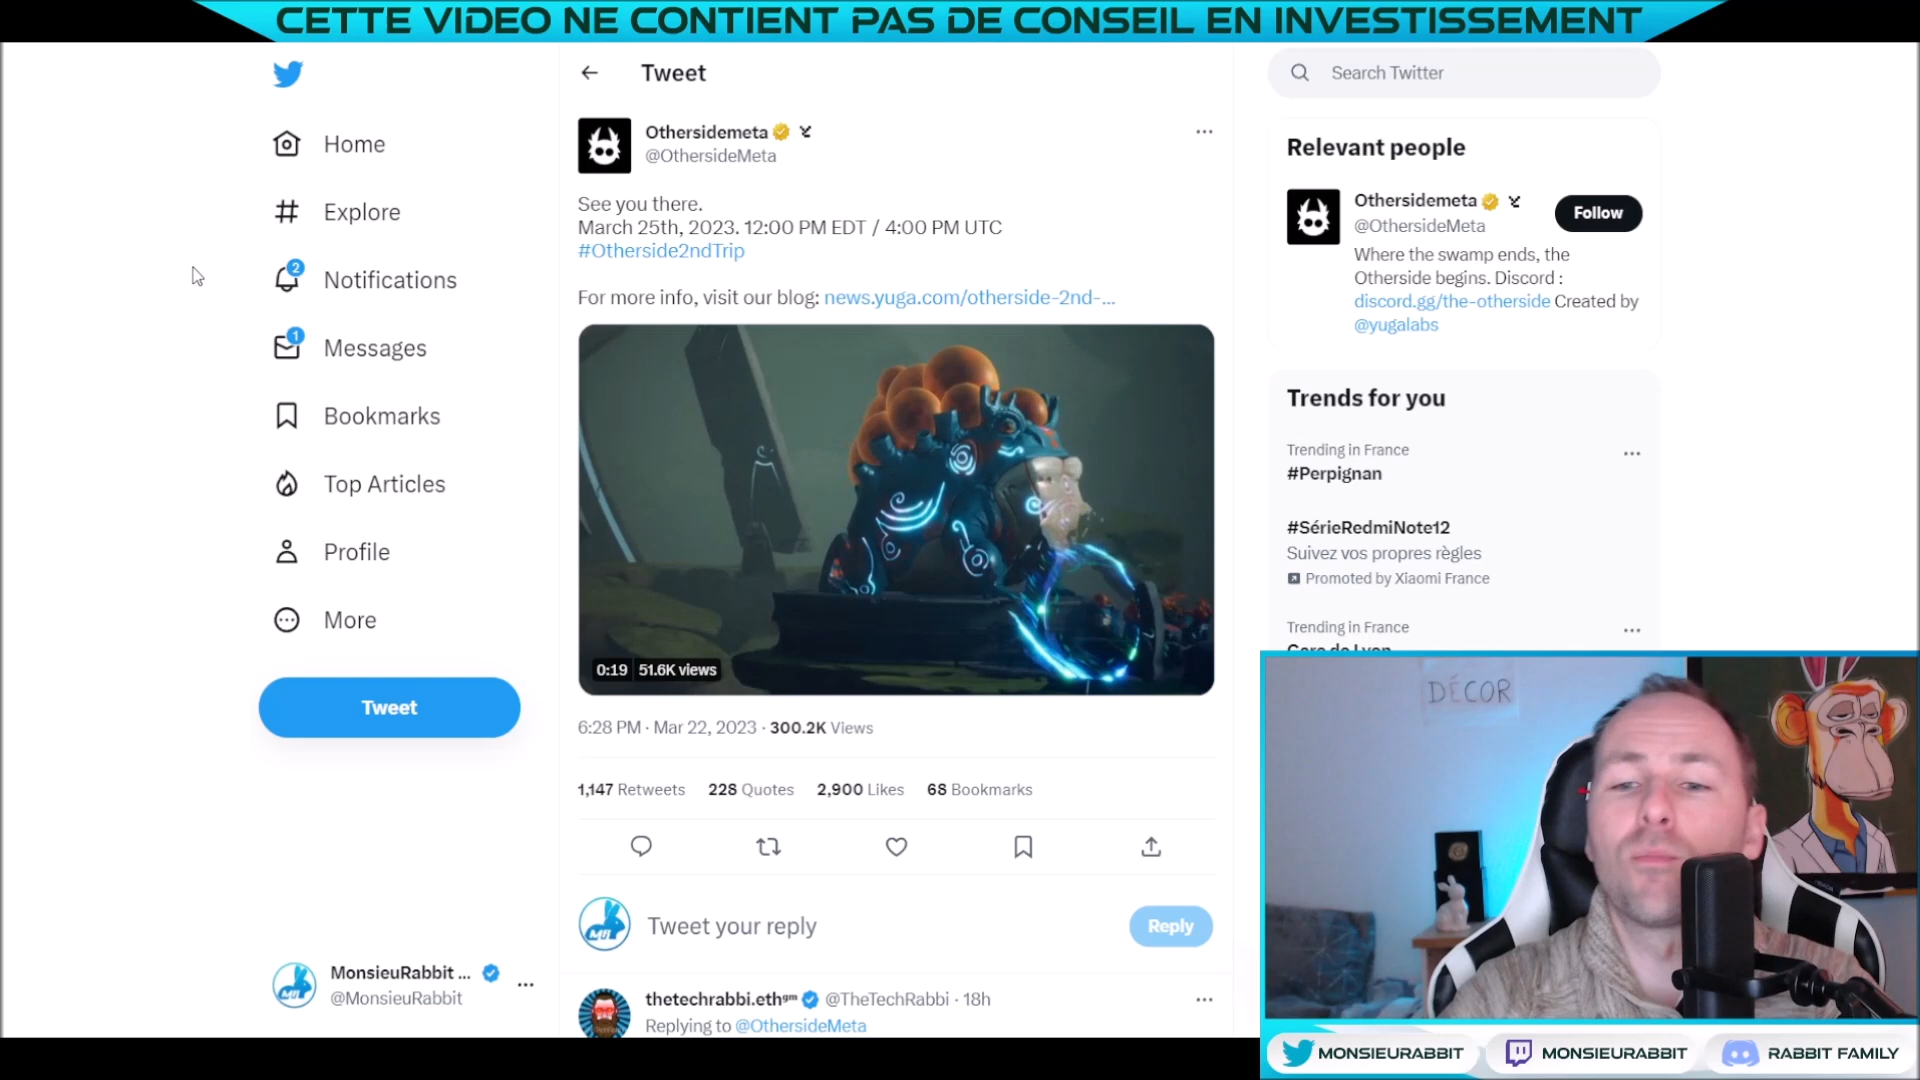 CETTE VIDEO NE CONTIENT PAS DE CONSEIL EN INVESTISSEMENT
Home
Explore
2
Notifications
1
Messages
Bookmarks
Top Articles
Profile
More
Tweet
MonsieuRabbit ...
@MonsieuRabbit
Tweet
Othersidemeta
@OthersideMeta
See you there.
March 25th, 2023. 12:00 PM EDT / 4:00 PM UTC
#Otherside2ndTrip
For more info, visit our blog: news.yuga.com/otherside-2nd-...
0:19 51.6K views
6:28 PM · Mar 22, 2023 · 300.2K Views
1,147 Retweets 228 Quotes 2,900 Likes 68 Bookmarks
Tweet your reply
Reply
thetechrabbi.ethᵍᵐ @TheTechRabbi · 18h
Replying to @OthersideMeta
Search Twitter
Relevant people
Othersidemeta
@OthersideMeta
Follow
Where the swamp ends, the
Otherside begins. Discord :
discord.gg/the-otherside Created by
@yugalabs
Trends for you
Trending in France
#Perpignan
#SérieRedmiNote12
Suivez vos propres règles
Promoted by Xiaomi France
Trending in France
Gare de Lyon
DÉCOR
MONSIEURABBIT
MONSIEURABBIT
RABBIT FAMILY